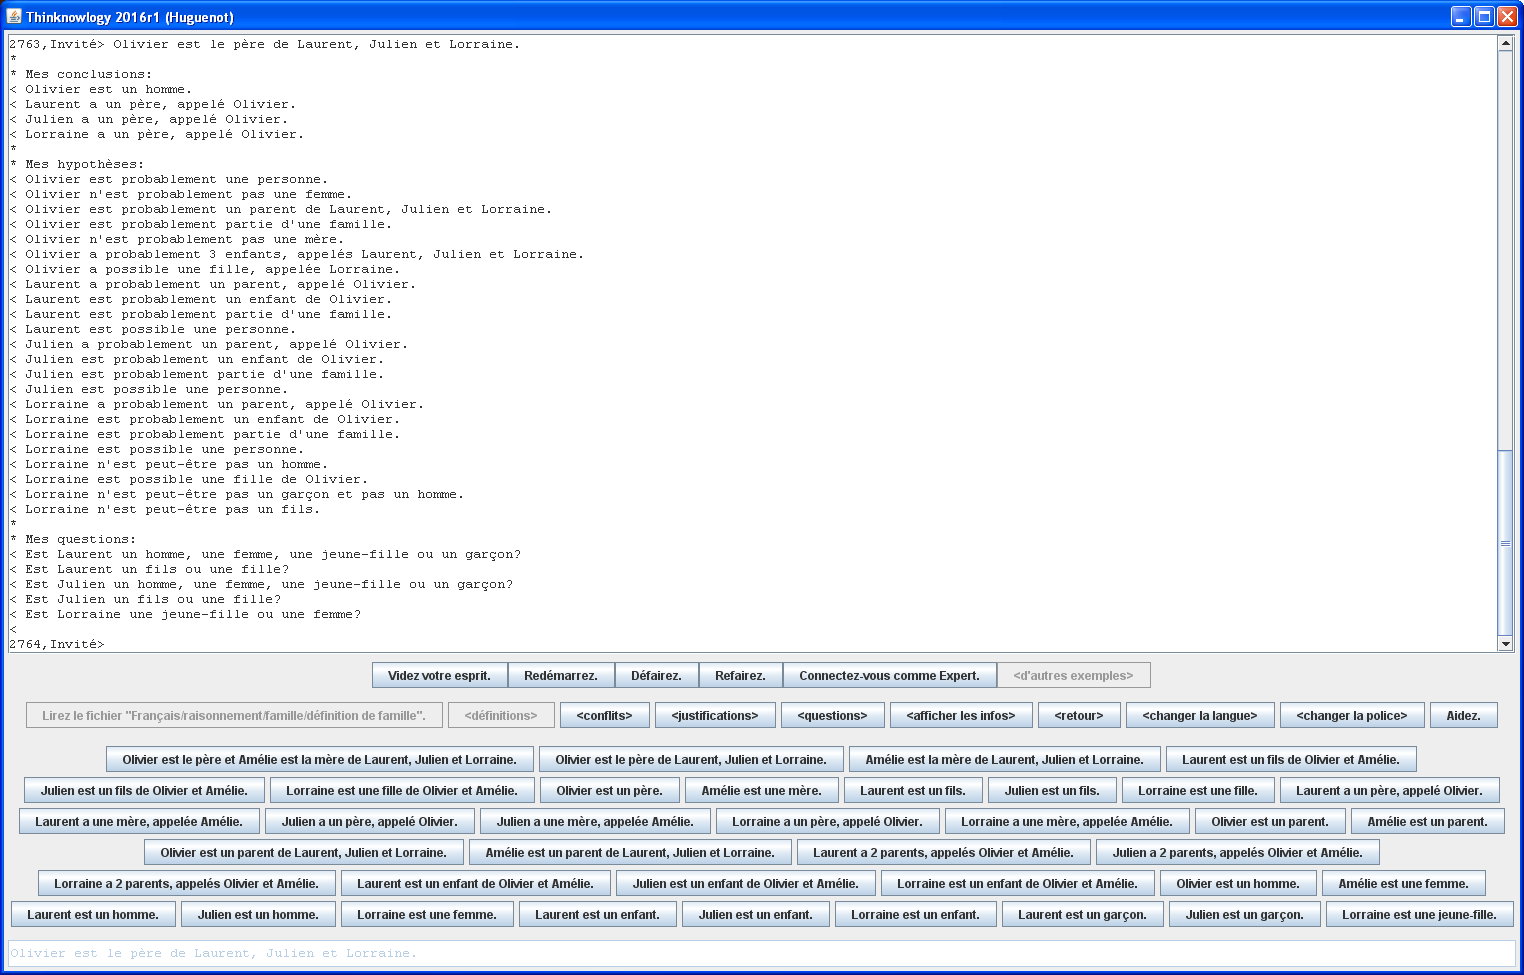 Thinknowlogy 2016r1 (Huguenot)
2763,Invité> Olivier est le père de Laurent, Julien et Lorraine.
*
* Mes conclusions:
< Olivier est un homme.
< Laurent a un père, appelé Olivier.
< Julien a un père, appelé Olivier.
< Lorraine a un père, appelé Olivier.
*
* Mes hypothèses:
< Olivier est probablement une personne.
< Olivier n'est probablement pas une femme.
< Olivier est probablement un parent de Laurent, Julien et Lorraine.
< Olivier est probablement partie d'une famille.
< Olivier n'est probablement pas une mère.
< Olivier a probablement 3 enfants, appelés Laurent, Julien et Lorraine.
< Olivier a possible une fille, appelée Lorraine.
< Laurent a probablement un parent, appelé Olivier.
< Laurent est probablement un enfant de Olivier.
< Laurent est probablement partie d'une famille.
< Laurent est possible une personne.
< Julien a probablement un parent, appelé Olivier.
< Julien est probablement un enfant de Olivier.
< Julien est probablement partie d'une famille.
< Julien est possible une personne.
< Lorraine a probablement un parent, appelé Olivier.
< Lorraine est probablement un enfant de Olivier.
< Lorraine est probablement partie d'une famille.
< Lorraine est possible une personne.
< Lorraine n'est peut-être pas un homme.
< Lorraine est possible une fille de Olivier.
< Lorraine n'est peut-être pas un garçon et pas un homme.
< Lorraine n'est peut-être pas un fils.
*
* Mes questions:
< Est Laurent un homme, une femme, une jeune-fille ou un garçon?
< Est Laurent un fils ou une fille?
< Est Julien un homme, une femme, une jeune-fille ou un garçon?
< Est Julien un fils ou une fille?
< Est Lorraine une jeune-fille ou une femme?
<
2764,Invité>
Videz votre esprit. Redémarrez. Défairez. Refairez. Connectez-vous comme Expert. <d'autres exemples>
Lirez le fichier "Français/raisonnement/famille/définition de famille". <définitions> <conflits> <justifications> <questions> <afficher les infos> <retour> <changer la langue> <changer la police> Aidez.
Olivier est le père et Amélie est la mère de Laurent, Julien et Lorraine. Olivier est le père de Laurent, Julien et Lorraine. Amélie est la mère de Laurent, Julien et Lorraine. Laurent est un fils de Olivier et Amélie.
Julien est un fils de Olivier et Amélie. Lorraine est une fille de Olivier et Amélie. Olivier est un père. Amélie est une mère. Laurent est un fils. Julien est un fils. Lorraine est une fille. Laurent a un père, appelé Olivier.
Laurent a une mère, appelée Amélie. Julien a un père, appelé Olivier. Julien a une mère, appelée Amélie. Lorraine a un père, appelé Olivier. Lorraine a une mère, appelée Amélie. Olivier est un parent. Amélie est un parent.
Olivier est un parent de Laurent, Julien et Lorraine. Amélie est un parent de Laurent, Julien et Lorraine. Laurent a 2 parents, appelés Olivier et Amélie. Julien a 2 parents, appelés Olivier et Amélie.
Lorraine a 2 parents, appelés Olivier et Amélie. Laurent est un enfant de Olivier et Amélie. Julien est un enfant de Olivier et Amélie. Lorraine est un enfant de Olivier et Amélie. Olivier est un homme. Amélie est une femme.
Laurent est un homme. Julien est un homme. Lorraine est une femme. Laurent est un enfant. Julien est un enfant. Lorraine est un enfant. Laurent est un garçon. Julien est un garçon. Lorraine est une jeune-fille.
Olivier est le père de Laurent, Julien et Lorraine.